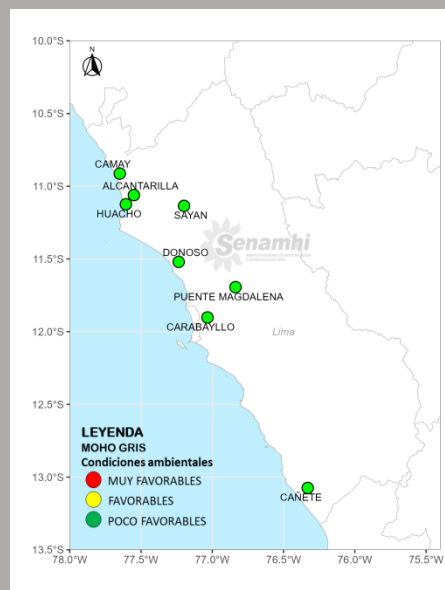 10.0°S
N
10.5°S
CAMAY
11.0°S
ALCANTARILLA
HUACHO
SAYAN
Senamhi
11.5°S
DONOSO
PUENTE MAGDALENA
12.0°S
CARABAYLLO
Lima
12.5°S
LEYENDA
MOHO GRIS
Condiciones ambientales
MUY FAVORABLES
FAVORABLES
POCO FAVORABLES
13.0°S
CAÑETE
13.5°S
78.0°W
77.5°W
77.0°W
76.5°W
76.0°W
75.5°W